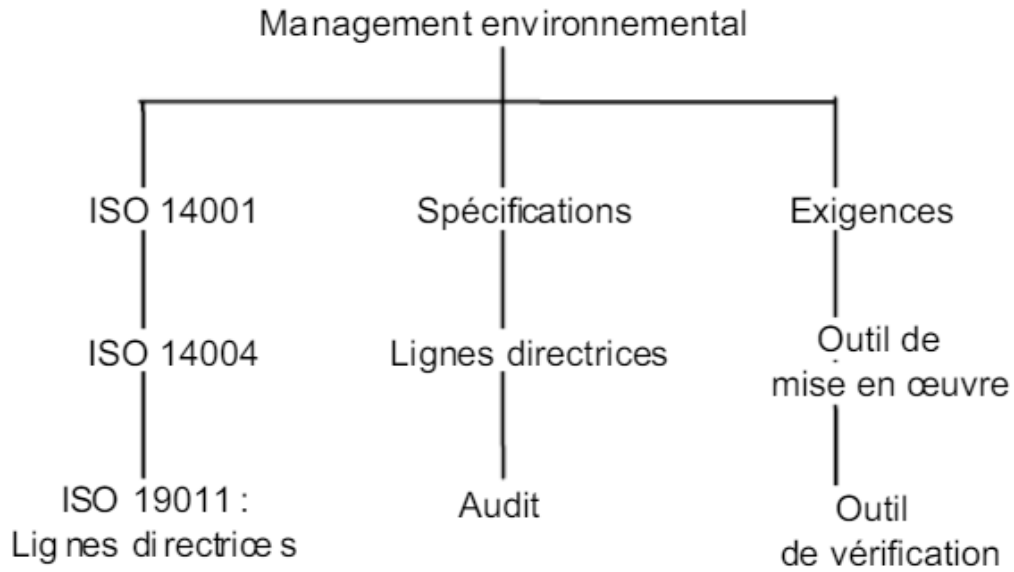 Management environnemental
ISO 14001
Spécifications
Exigences
ISO 14004
Lignes directrices
Outil de
mise en œuvre
ISO 19011 :
Lignes directrices
Audit
Outil
de vérification